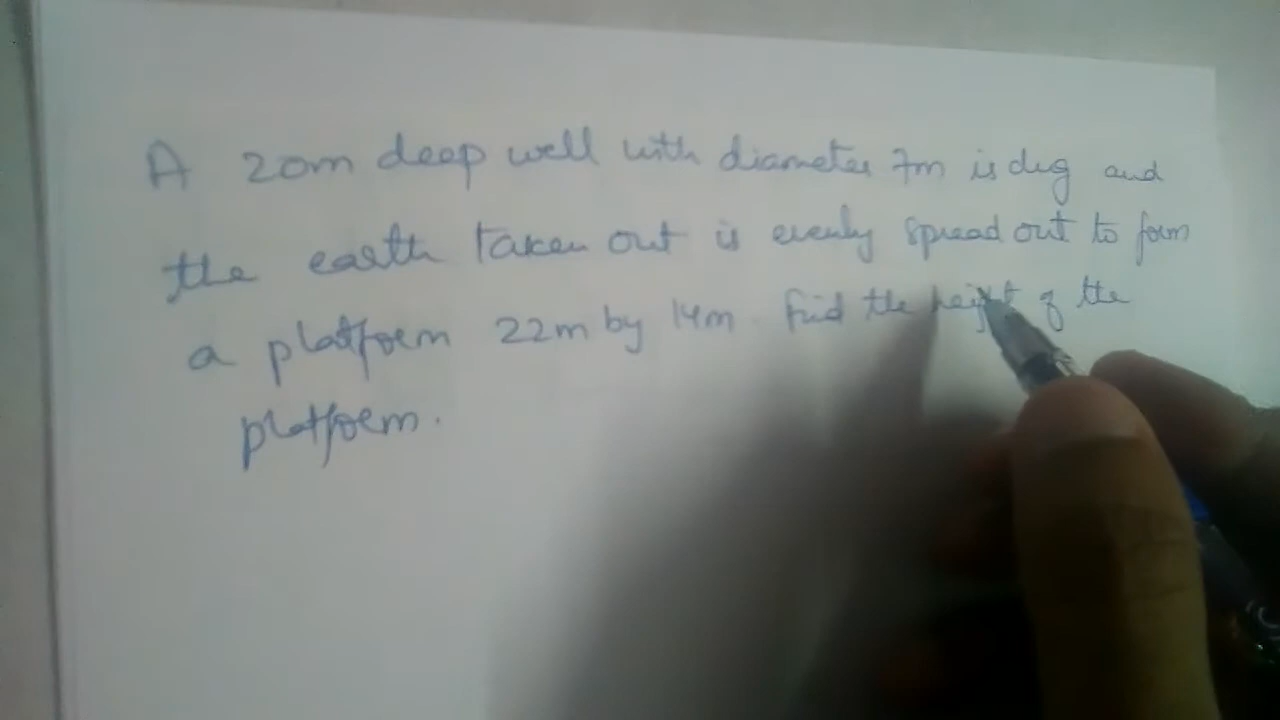 A 20m deep well with diameter 7m is dug and
the earth taken out is evenly spread out to form
a platform 22m by 14m. Find the height of the
platform.